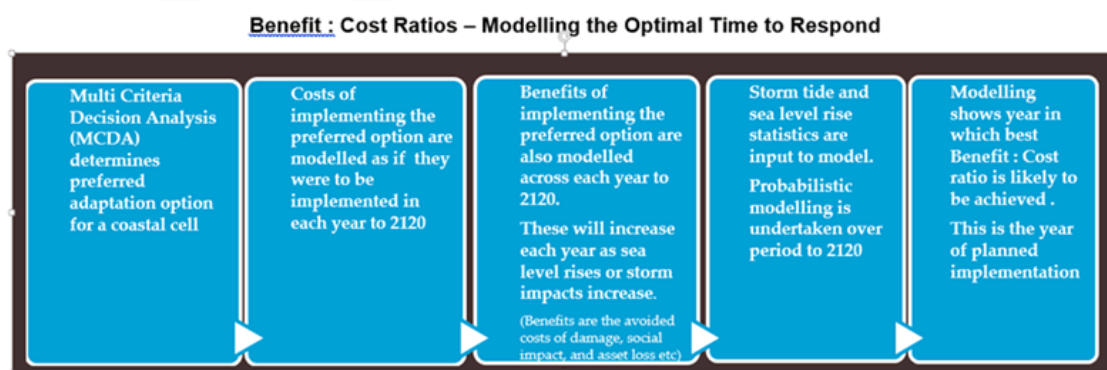 Benefit : Cost Ratios – Modelling the Optimal Time to Respond
Multi Criteria
Decision Analysis
(MCDA)
determines
preferred
adaptation option
for a coastal cell
Costs of
implementing the
preferred option are
modelled as if they
were to be
implemented in
each year to 2120
Benefits of
implementing the
preferred option are
also modelled
across each year to
2120.
These will increase
each year as sea
level rises or storm
impacts increase.
(Benefits are the avoided
costs of damage, social
impact, and asset loss etc)
Storm tide and
sea level rise
statistics are
input to model.
Probabilistic
modelling is
undertaken over
period to 2120
Modelling
shows year in
which best
Benefit : Cost
ratio is likely to
be achieved .
This is the year
of planned
implementation